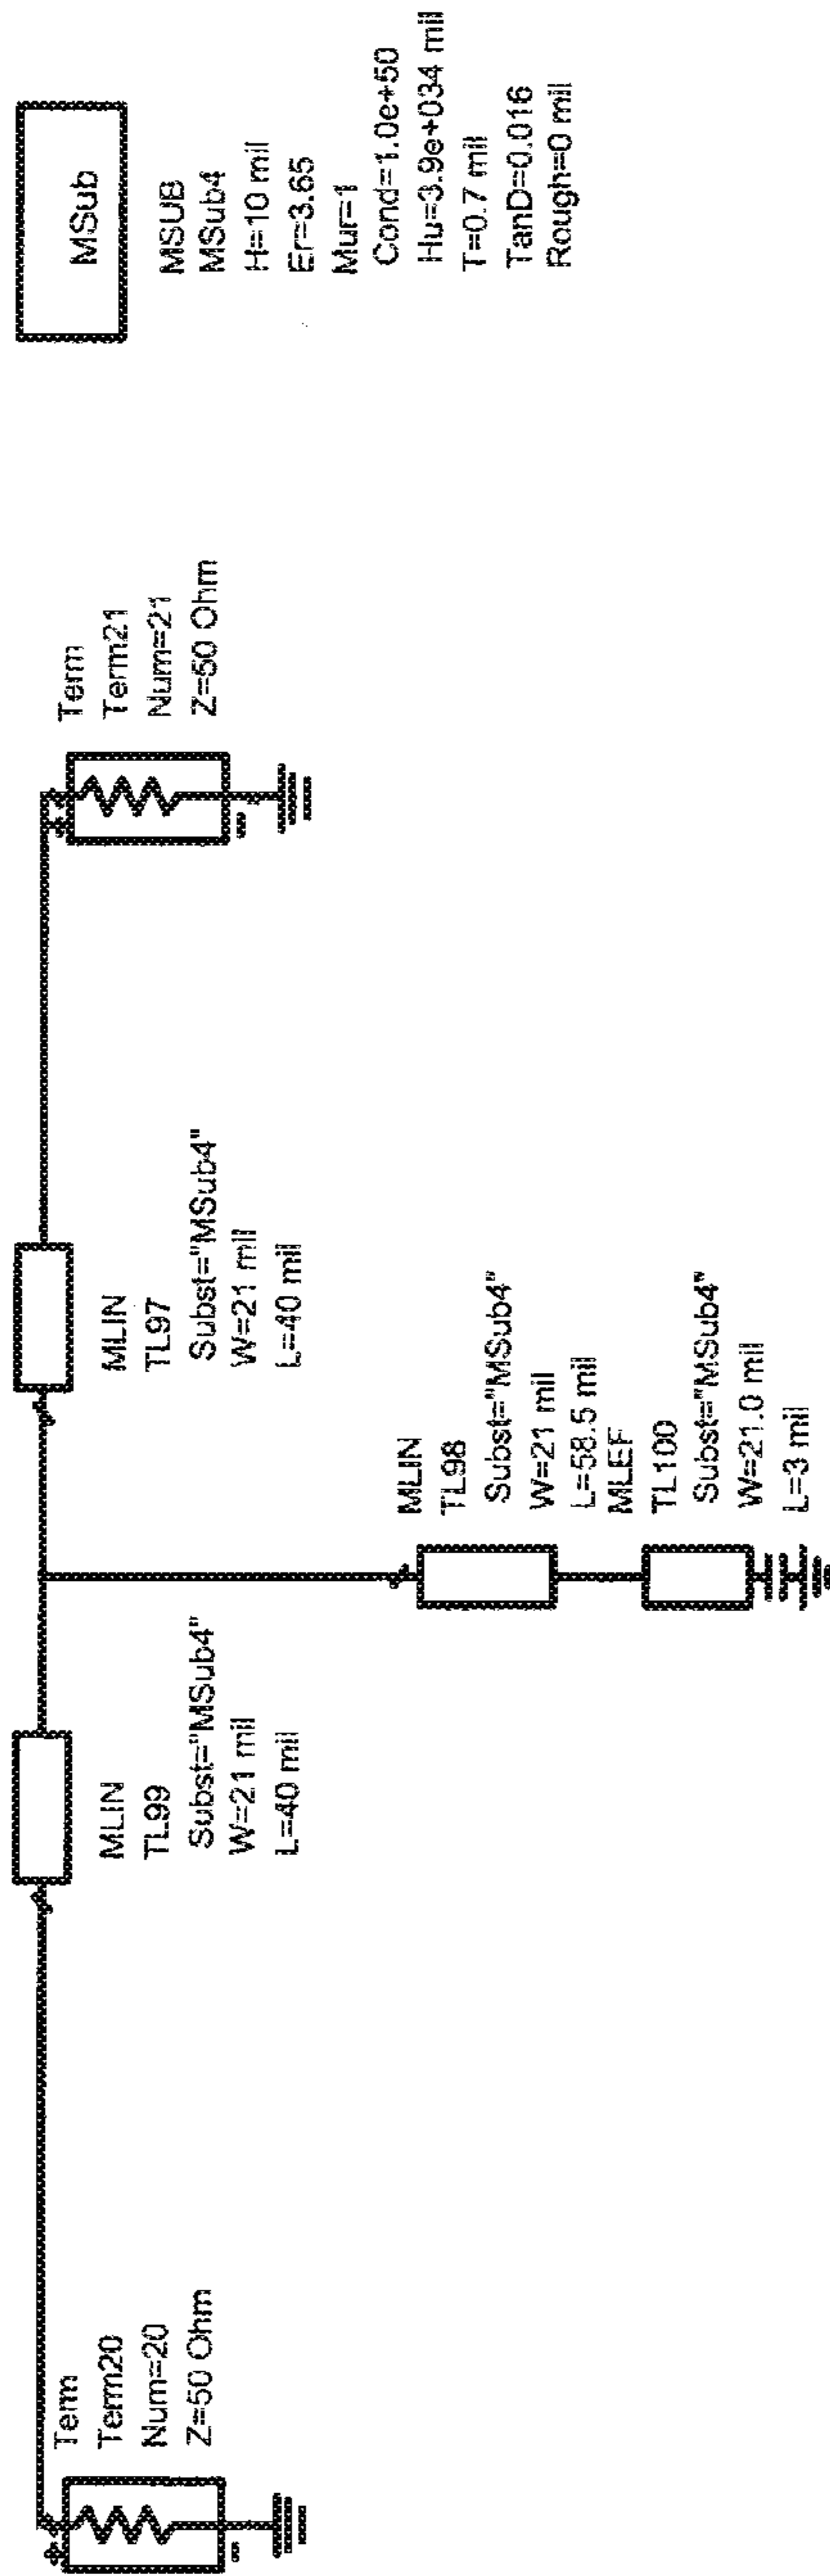 Term
Term20
Num=20
Z=50 Ohm
MLIN
TL99
Subst="MSub4"
W=21 mil
L=40 mil
MLIN
TL97
Subst="MSub4"
W=21 mil
L=40 mil
MLIN
TL98
Subst="MSub4"
W=21 mil
L=58.5 mil
MLEF
TL100
Subst="MSub4"
W=21.0 mil
L=3 mil
Term
Term21
Num=21
Z=50 Ohm
MSub
MSUB
MSub4
H=10 mil
Er=3.65
Mur=1
Cond=1.0e+50
Hu=3.9e+034 mil
T=0.7 mil
TanD=0.016
Rough=0 mil